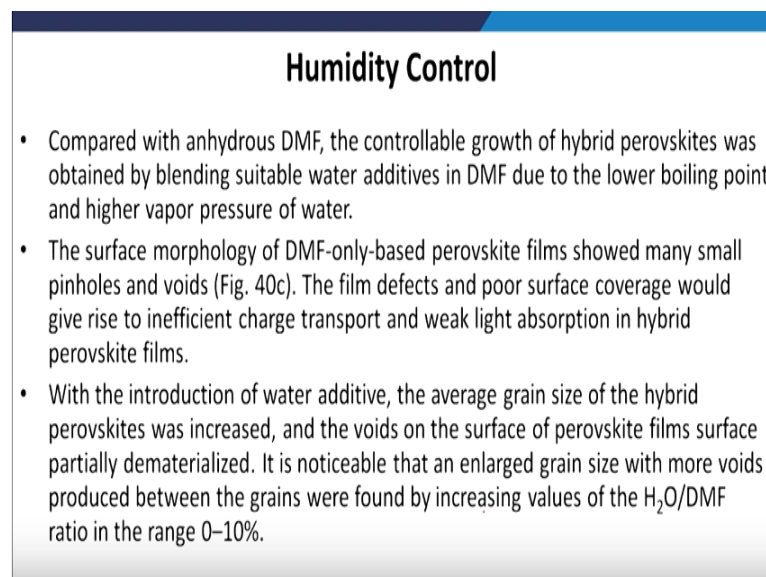 Humidity Control
• Compared with anhydrous DMF, the controllable growth of hybrid perovskites was
obtained by blending suitable water additives in DMF due to the lower boiling point
and higher vapor pressure of water.
• The surface morphology of DMF-only-based perovskite films showed many small
pinholes and voids (Fig. 40c). The film defects and poor surface coverage would
give rise to inefficient charge transport and weak light absorption in hybrid
perovskite films.
• With the introduction of water additive, the average grain size of the hybrid
perovskites was increased, and the voids on the surface of perovskite films surface
partially dematerialized. It is noticeable that an enlarged grain size with more voids
produced between the grains were found by increasing values of the H₂O/DMF
ratio in the range 0–10%.